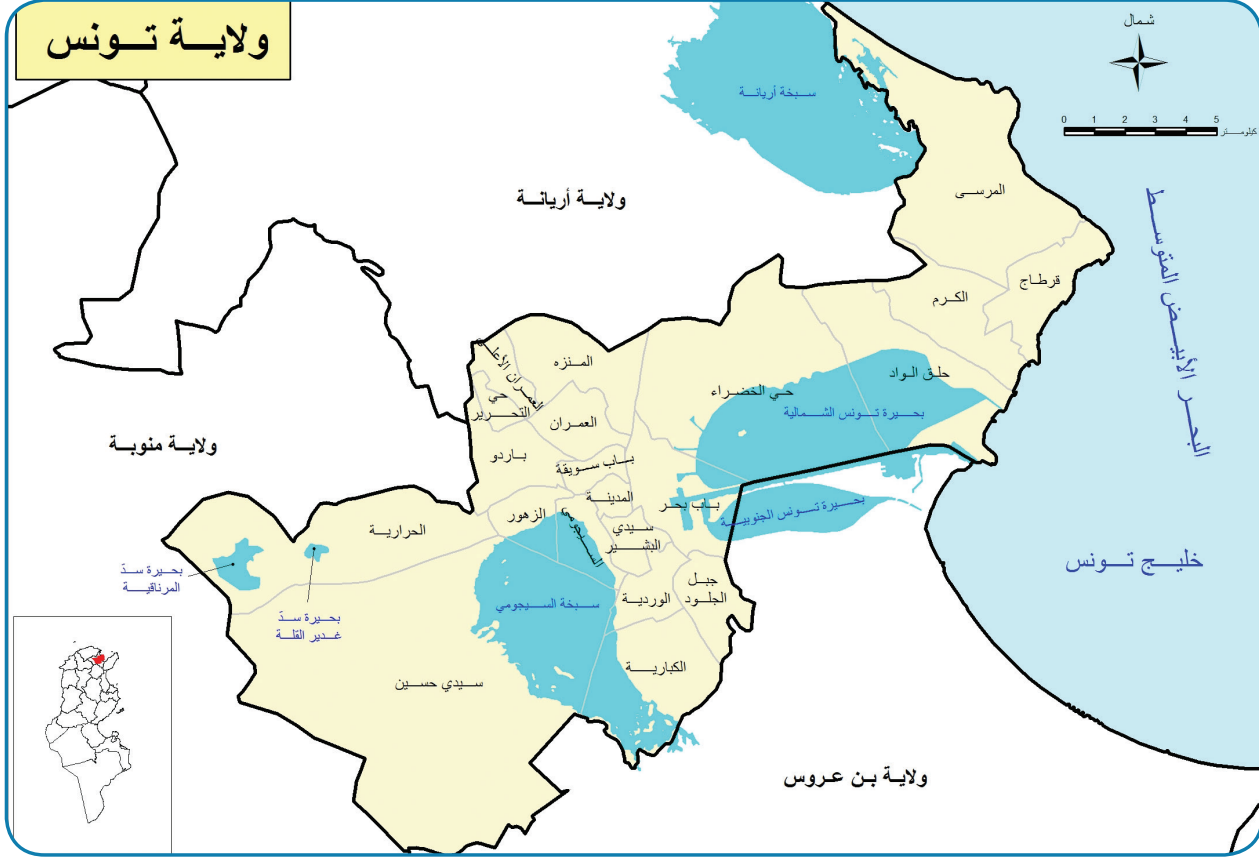 ولاية تونس
شمال
0 1 2 3 4 5
كيلومتر
سبخة أريانة
ولاية أريانة
المرسى
البحر الأبيض المتوسط
قرطاج
الكرم
المنزه
العمران الأعلى
حي
التحرير
حلق الواد
حي الخضراء
بحيرة تونس الشمالية
العمران
ولاية منوبة
باردو
باب سويقة
المدينة
باب بحر
بحيرة تونس الجنوبية
الزهور
السيجومي
سيدي
البشير
الحرارية
خليج تونس
بحيرة سدّ
المرناقية
بحيرة سدّ
غدير القلة
جبل
الجلود
الوردية
سبخة السيجومي
الكبارية
سيدي حسين
ولاية بن عروس